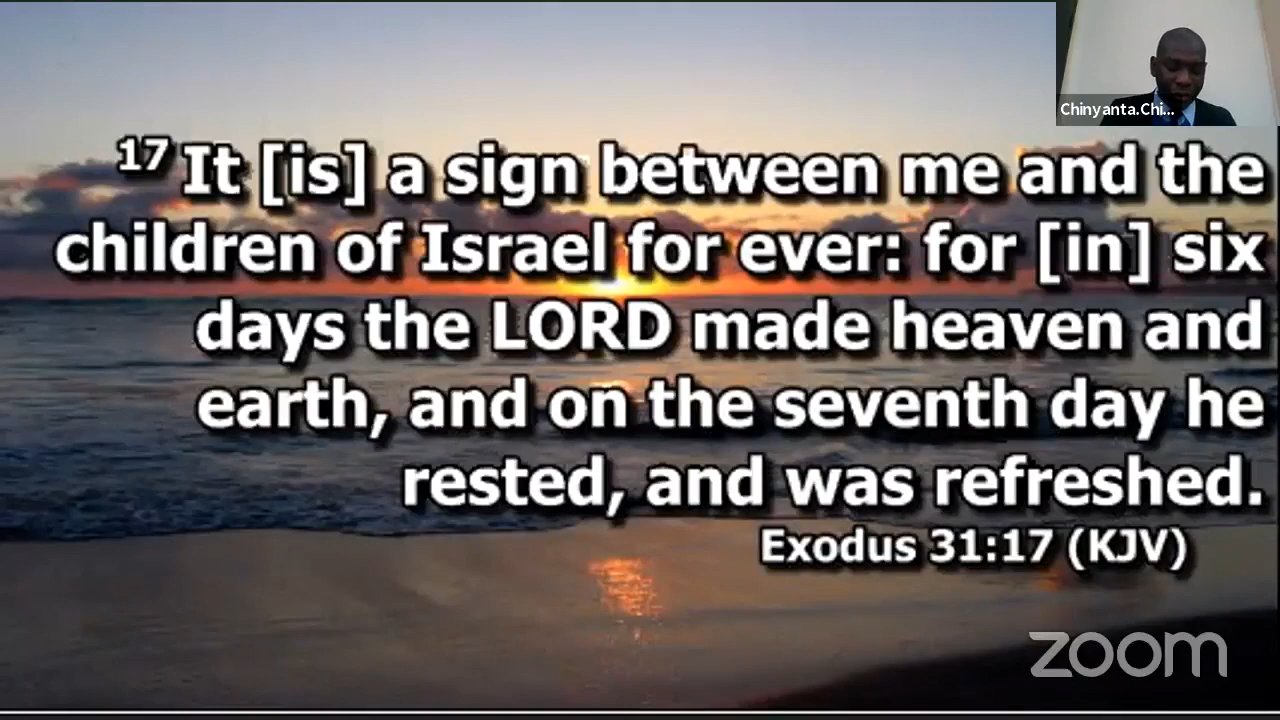 Chinyanta.Chi...
17 It [is] a sign between me and the
children of Israel for ever: for [in] six
days the LORD made heaven and
earth, and on the seventh day he
rested, and was refreshed.
Exodus 31:17 (KJV)
zoom